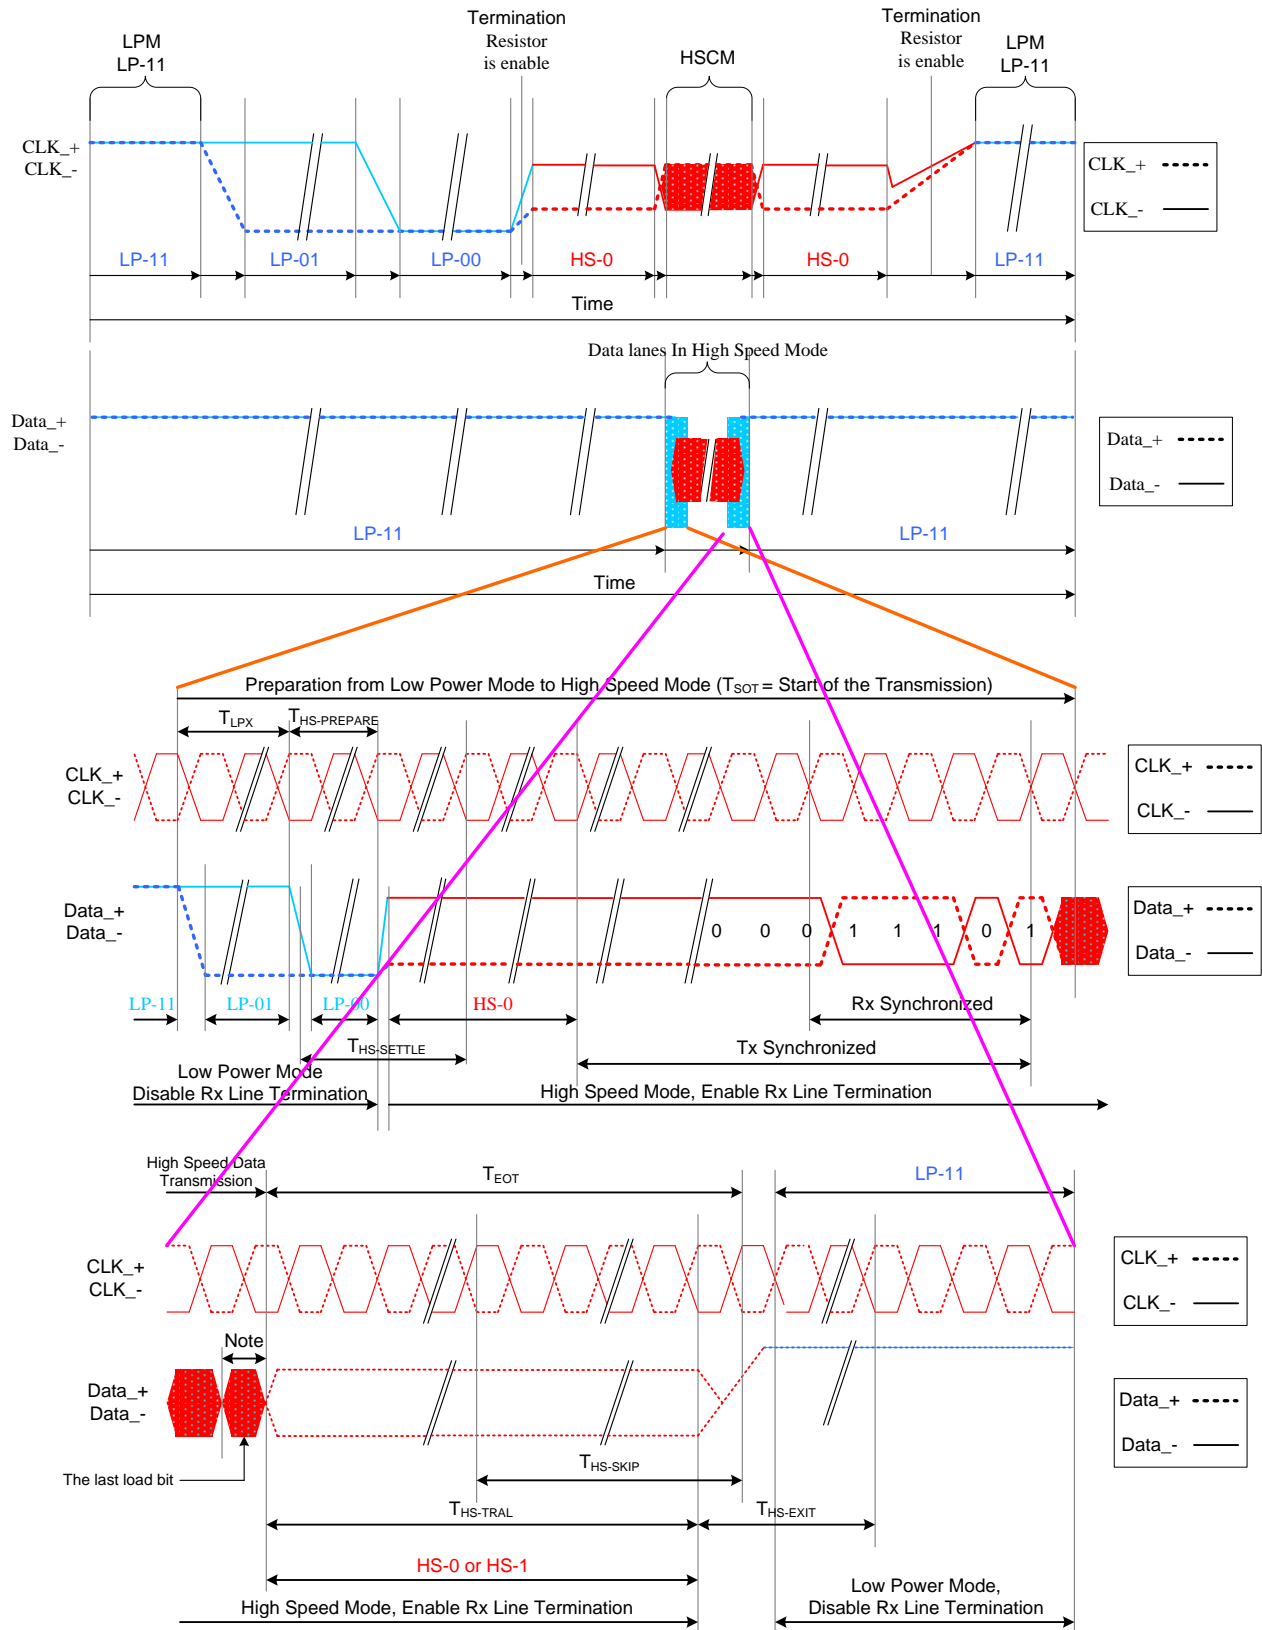 Termination
Resistor
is enable
Termination
Resistor
is enable
LPM
LP-11
HSCM
LPM
LP-11
CLK_+
CLK_-
CLK_+
CLK_-
LP-11
LP-01
LP-00
HS-0
HS-0
LP-11
Time
Data lanes In High Speed Mode
Data_+
Data_-
Data_+
Data_-
LP-11
LP-11
Time
Preparation from Low Power Mode to High Speed Mode (TSOT = Start of the Transmission)
TLPX
THS-PREPARE
CLK_+
CLK_-
CLK_+
CLK_-
Data_+
Data_-
0 0 0 1 1 1 0 1
Data_+
Data_-
LP-11
LP-01
LP-00
HS-0
Rx Synchronized
THS-SETTLE
Tx Synchronized
Low Power Mode
Disable Rx Line Termination
High Speed Mode, Enable Rx Line Termination
High Speed Data
Transmission
TEOT
LP-11
CLK_+
CLK_-
CLK_+
CLK_-
Note
Data_+
Data_-
Data_+
Data_-
The last load bit
THS-SKIP
THS-TRAL
THS-EXIT
HS-0 or HS-1
High Speed Mode, Enable Rx Line Termination
Low Power Mode,
Disable Rx Line Termination